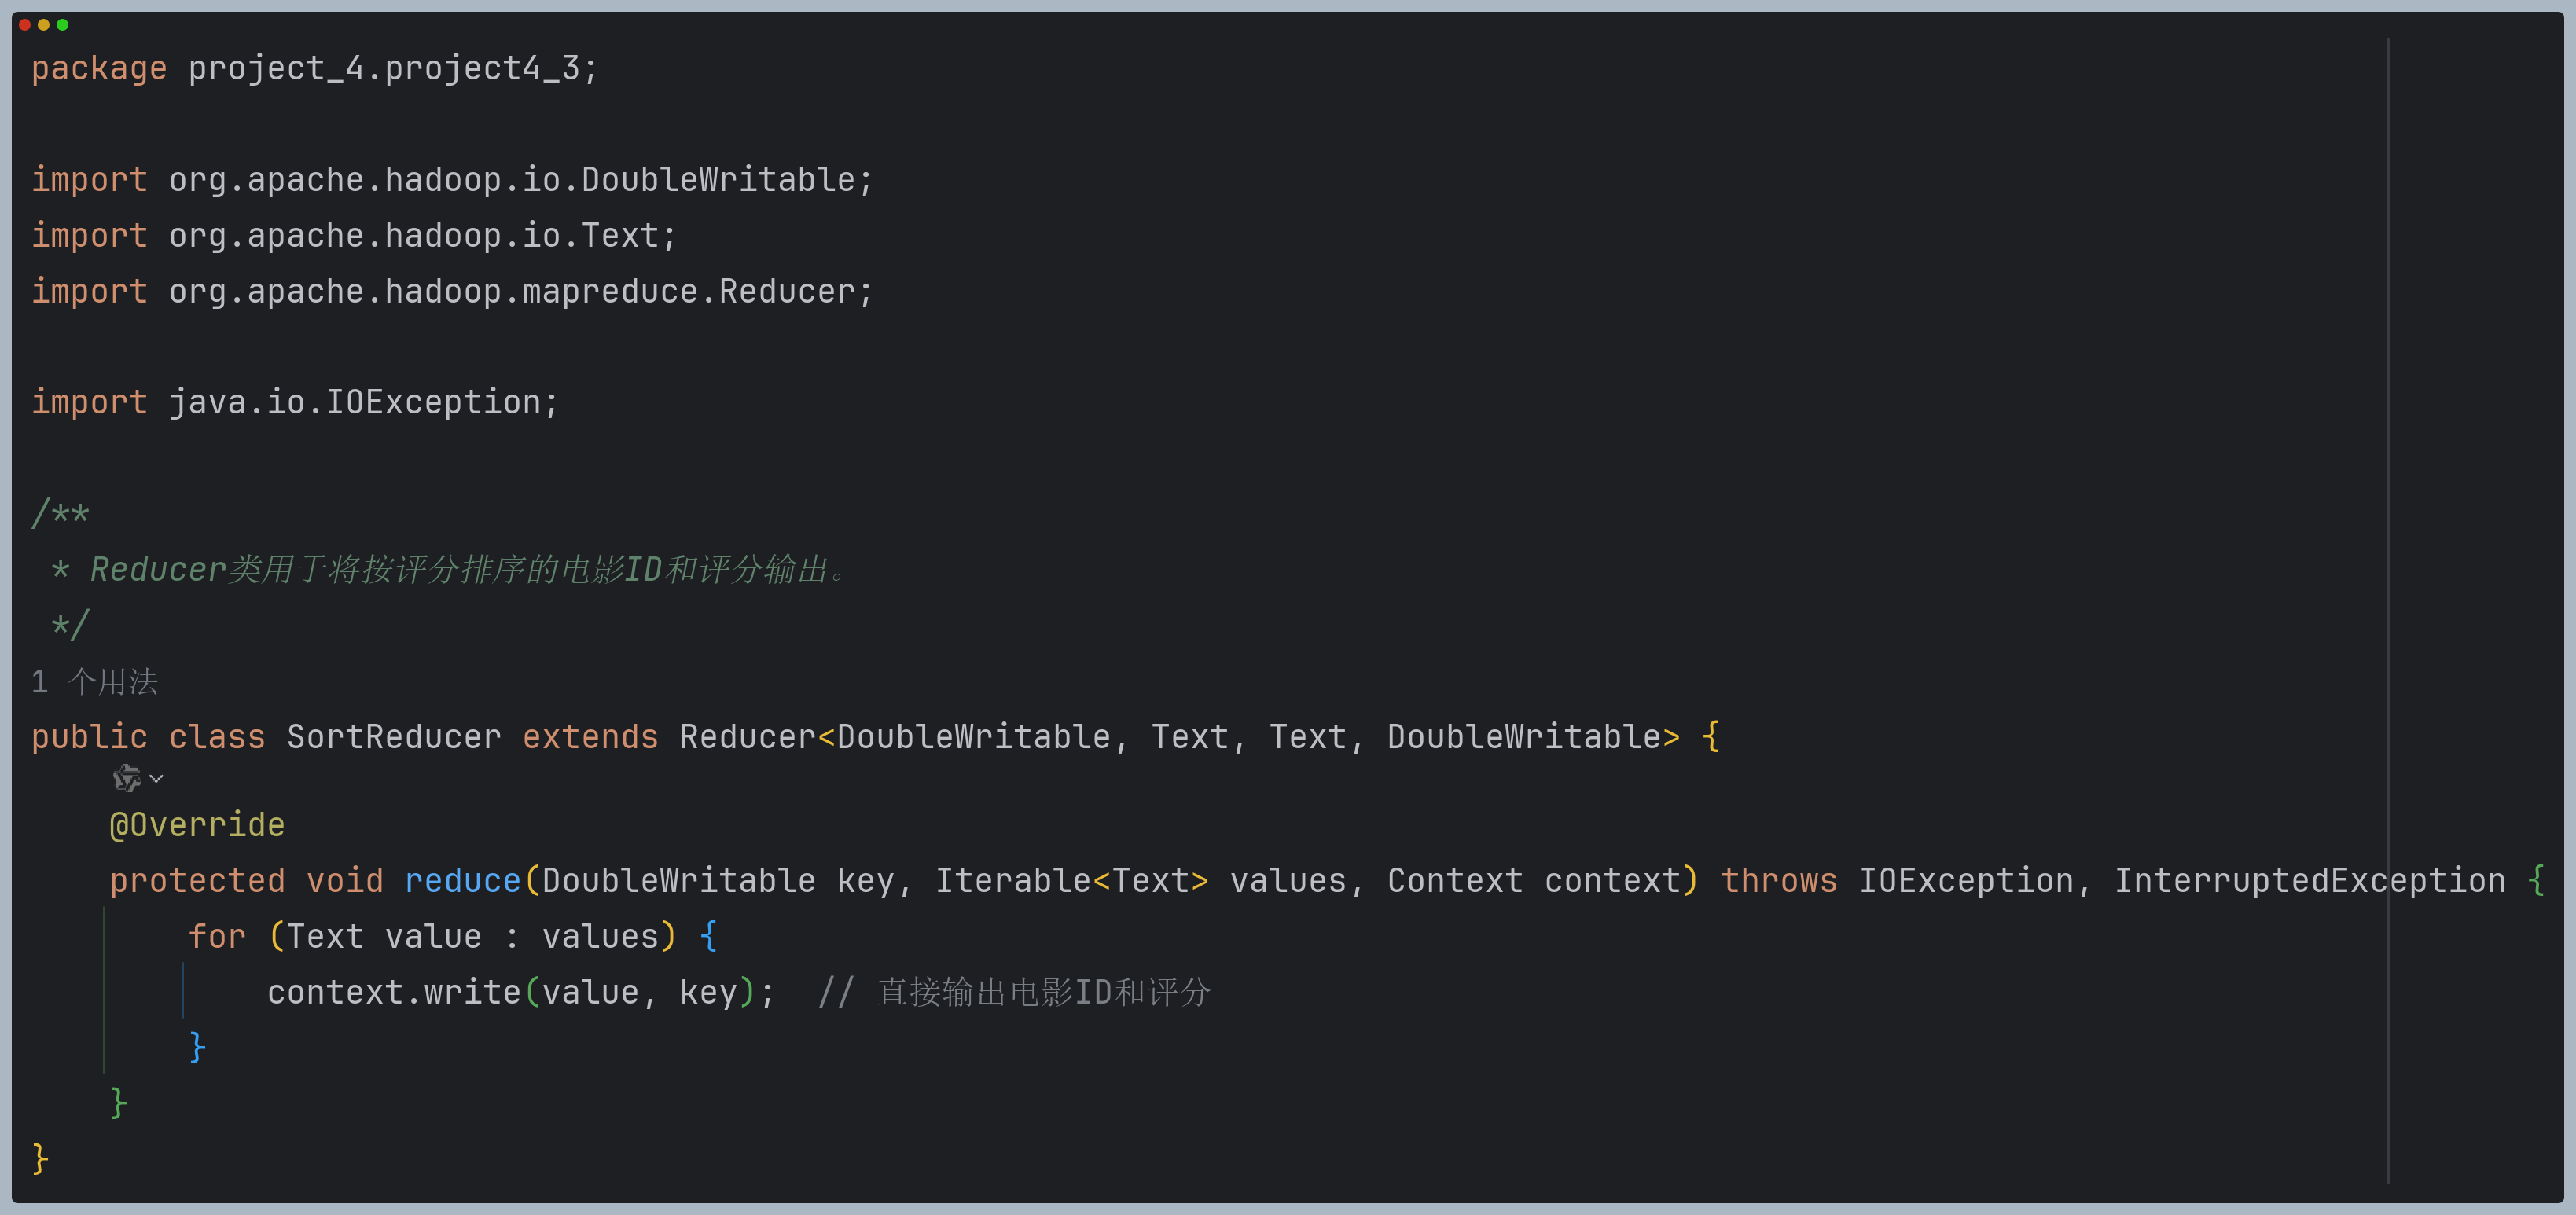 package project_4.project4_3;
import org.apache.hadoop.io.DoubleWritable;
import org.apache.hadoop.io.Text;
import org.apache.hadoop.mapreduce.Reducer;
import java.io.IOException;
/**
 * Reducer类用于将按评分排序的电影ID和评分输出。
 */
1 个用法
public class SortReducer extends Reducer<DoubleWritable, Text, Text, DoubleWritable> {
    @Override
    protected void reduce(DoubleWritable key, Iterable<Text> values, Context context) throws IOException, InterruptedException {
        for (Text value : values) {
            context.write(value, key);  // 直接输出电影ID和评分
        }
    }
}